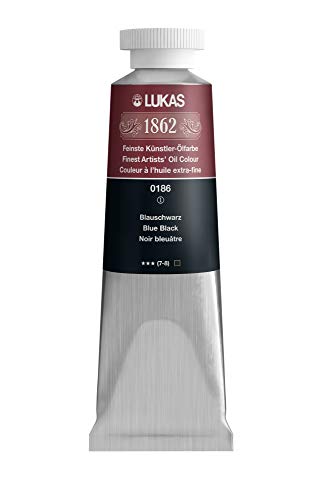 LUKAS
1862
Feinste Künstler-Ölfarbe
Finest Artists' Oil Colour
Couleur à l'huile extra-fine
0186
1
Blauschwarz
Blue Black
Noir bleuâtre
*** (7-8)